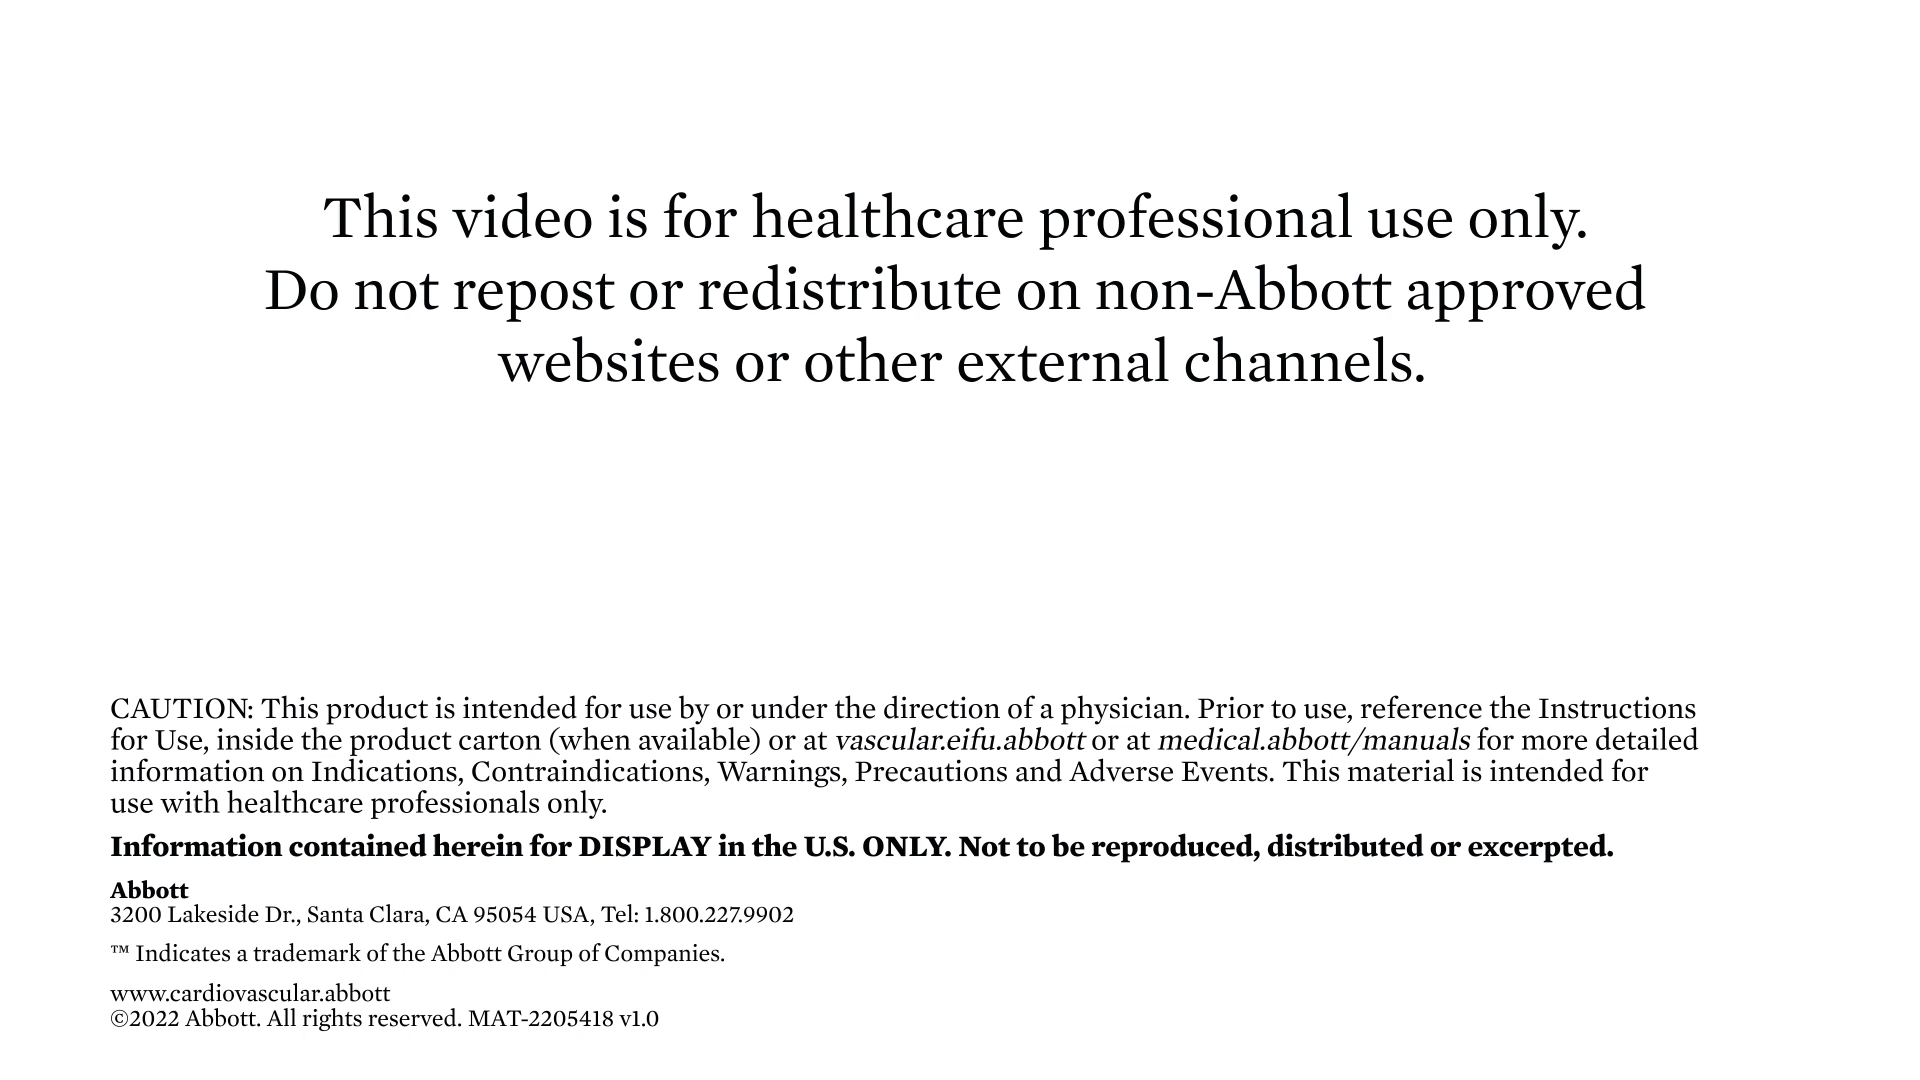 This video is for healthcare professional use only.
Do not repost or redistribute on non-Abbott approved
websites or other external channels.
CAUTION: This product is intended for use by or under the direction of a physician. Prior to use, reference the Instructions
for Use, inside the product carton (when available) or at vascular.eifu.abbott or at medical.abbott/manuals for more detailed
information on Indications, Contraindications, Warnings, Precautions and Adverse Events. This material is intended for
use with healthcare professionals only.
Information contained herein for DISPLAY in the U.S. ONLY. Not to be reproduced, distributed or excerpted.
Abbott
3200 Lakeside Dr., Santa Clara, CA 95054 USA, Tel: 1.800.227.9902
™ Indicates a trademark of the Abbott Group of Companies.
www.cardiovascular.abbott
©2022 Abbott. All rights reserved. MAT-2205418 v1.0